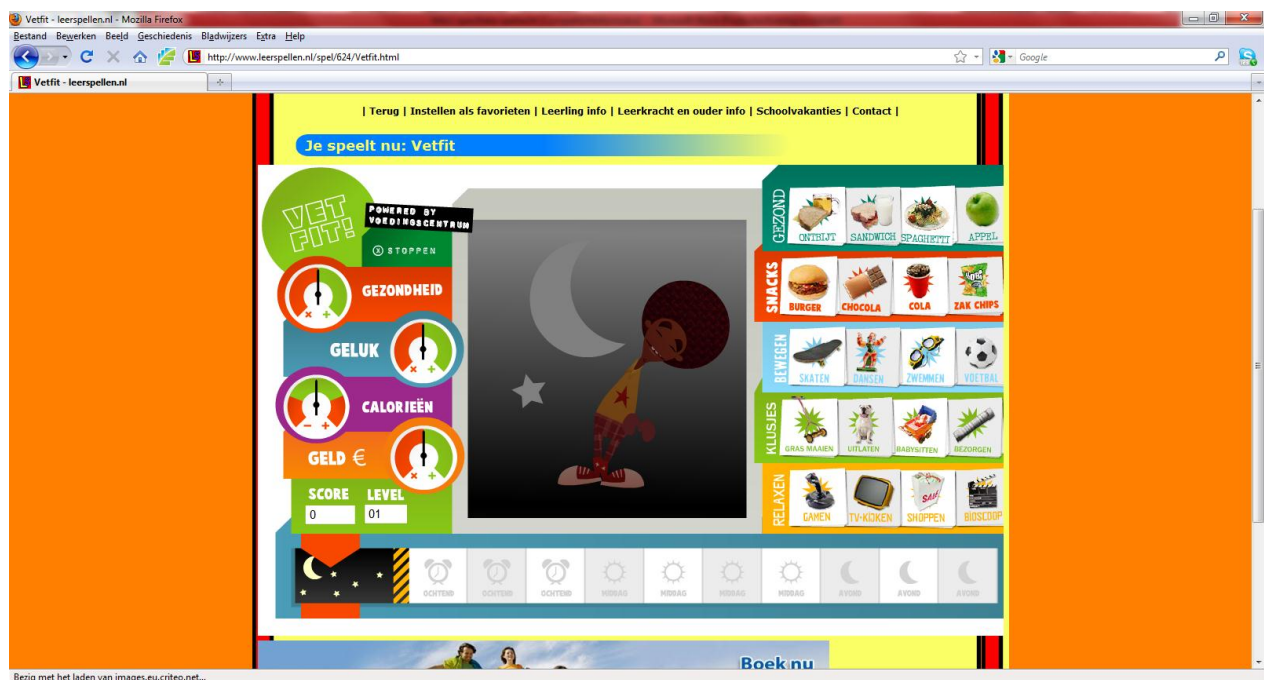 Vetfit - leerspellen.nl - Mozilla Firefox
Bestand Bewerken Beeld Geschiedenis Bladwijzers Extra Help
http://www.leerspellen.nl/spel/624/Vetfit.html
Google
Vetfit - leerspellen.nl
| Terug | Instellen als favorieten | Leerling info | Leerkracht en ouder info | Schoolvakanties | Contact |
Je speelt nu: Vetfit
VET FIT!
POWERED BY
VOEDINGSCENTRUM
STOPPEN
GEZONDHEID
GELUK
CALORIEËN
GELD €
SCORE LEVEL
0 01
GEZOND
ONTBIJT SANDWICH SPAGHETTI APPEL
SNACKS
BURGER CHOCOLA COLA ZAK CHIPS
BEWEGEN
SKATEN DANSEN ZWEMMEN VOETBAL
KLUSJES
GRAS MAAIEN UITLATEN BABYSITTEN BEZORGEN
RELAXEN
GAMEN TV-KIJKEN SHOPPEN BIOSCOOP
OCHTEND OCHTEND OCHTEND MIDDAG MIDDAG MIDDAG MIDDAG AVOND AVOND AVOND
Boek nu
Bezig met het laden van images.eu.criteo.net...